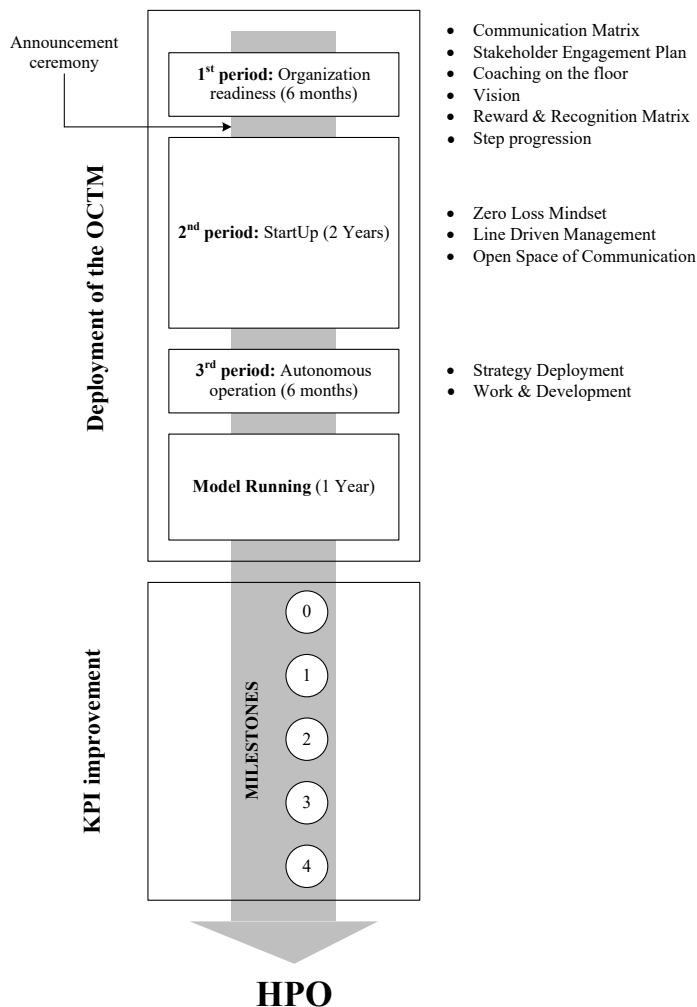 Announcement
ceremony
Deployment of the OCTM
1st period: Organization
readiness (6 months)
• Communication Matrix
• Stakeholder Engagement Plan
• Coaching on the floor
• Vision
• Reward & Recognition Matrix
• Step progression
2nd period: StartUp (2 Years)
• Zero Loss Mindset
• Line Driven Management
• Open Space of Communication
3rd period: Autonomous
operation (6 months)
• Strategy Deployment
• Work & Development
Model Running (1 Year)
KPI improvement
MILESTONES
0
1
2
3
4
HPO